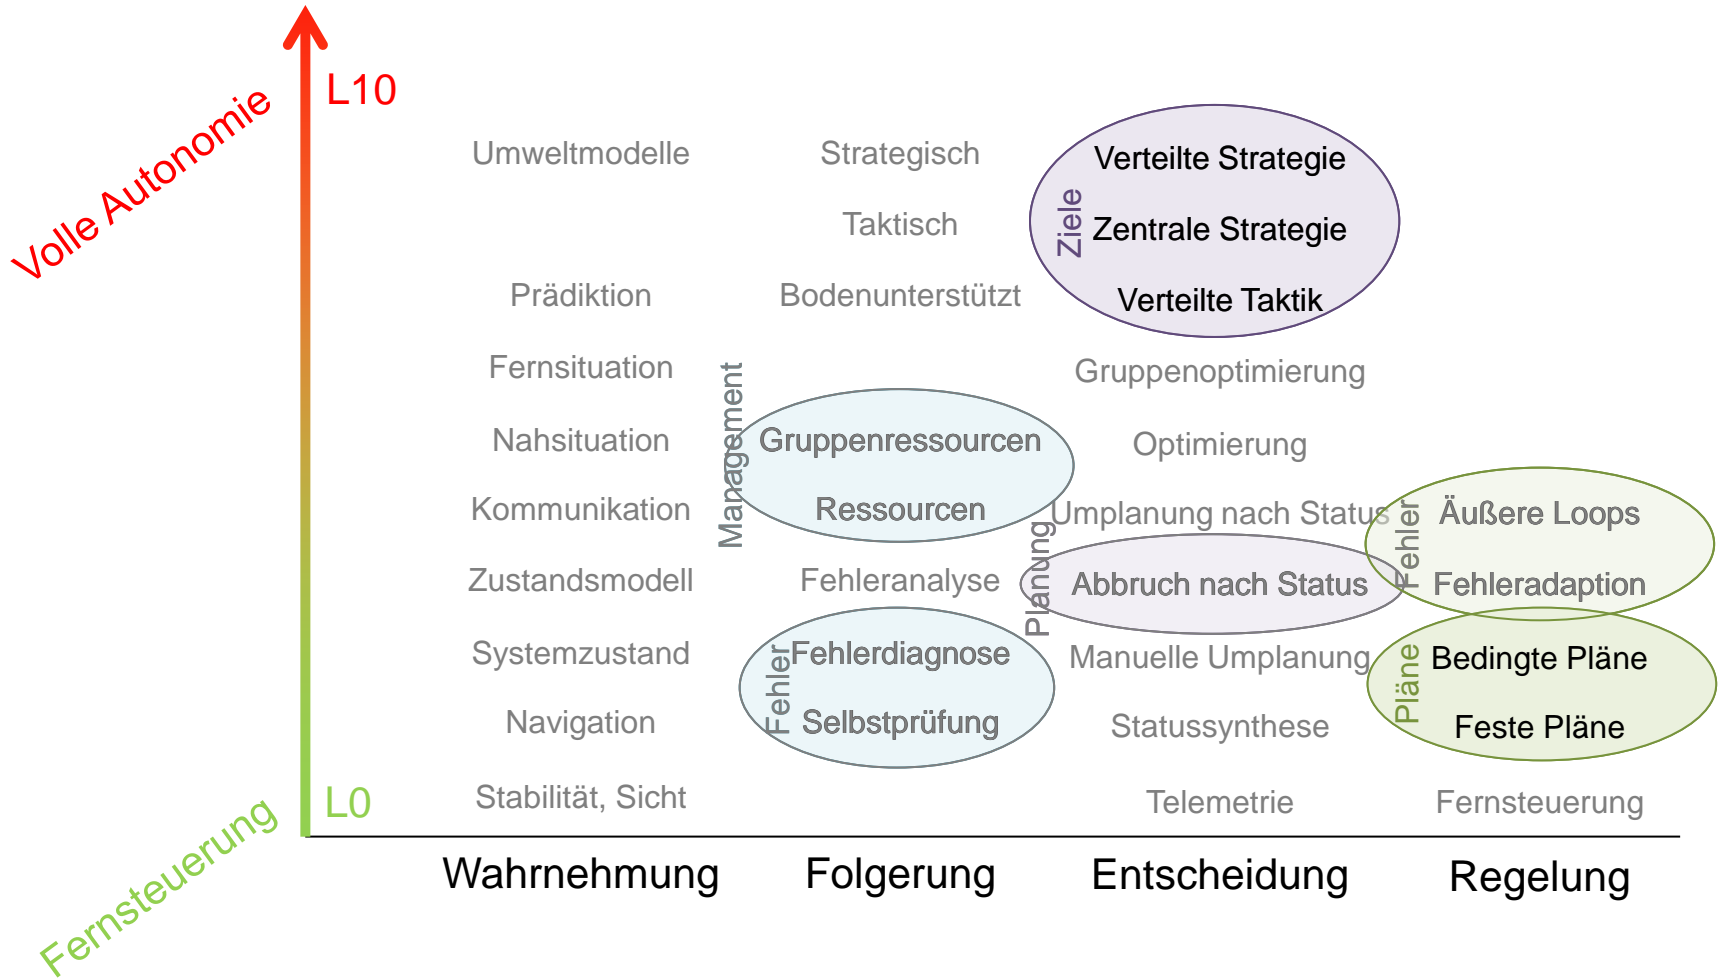 L10
Volle Autonomie
Umweltmodelle
Strategisch
Verteilte Strategie
Taktisch
Zentrale Strategie
Ziele
Prädiktion
Bodenunterstützt
Verteilte Taktik
Fernsituation
Gruppenoptimierung
Management
Nahsituation
Gruppenressourcen
Optimierung
Kommunikation
Ressourcen
Umplanung nach Status
Äußere Loops
Fehler
Planung
Zustandsmodell
Fehleranalyse
Abbruch nach Status
Fehleradaption
Systemzustand
Fehlerdiagnose
Manuelle Umplanung
Bedingte Pläne
Fehler
Pläne
Navigation
Selbstprüfung
Statussynthese
Feste Pläne
L0
Stabilität, Sicht
Telemetrie
Fernsteuerung
Fernsteuerung
Wahrnehmung
Folgerung
Entscheidung
Regelung